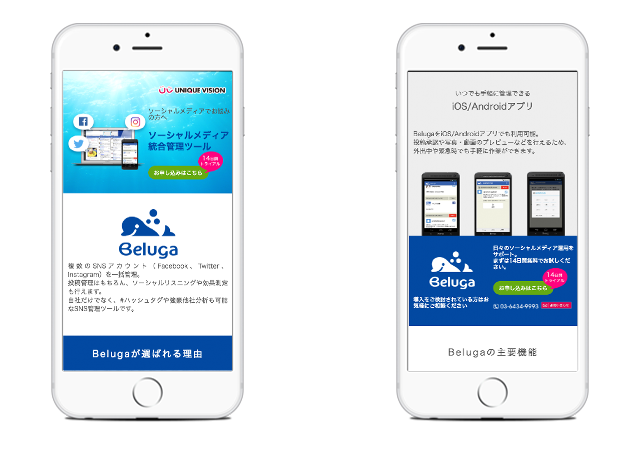 UNIQUE VISION
ソーシャルメディアでお悩み
の方へ
ソーシャルメディア
統合管理ツール
14日間
トライアル
お申し込みはこちら
Beluga
複数のSNSアカウント（Facebook、Twitter、
Instagram）を一括管理。
投稿管理はもちろん、ソーシャルリスニングや効果測定
も行えます。
自社だけでなく、#ハッシュタグや複数他社分析も可能
なSNS管理ツールです。
Belugaが選ばれる理由
いつでも手軽に管理できる
iOS/Androidアプリ
BelugaをiOS/Androidアプリでも利用可能。
投稿承認や写真・動画のプレビューなどを行えるため、
外出中や緊急時でも手軽に作業ができます。
Beluga
日々のソーシャルメディア運用を
サポート。
まずは14日間無料でお試しくだ
さい。
14日間
トライアル
お申し込みはこちら
導入をご検討されている方はお
気軽にご相談ください
03-6434-9993
Belugaの主要機能